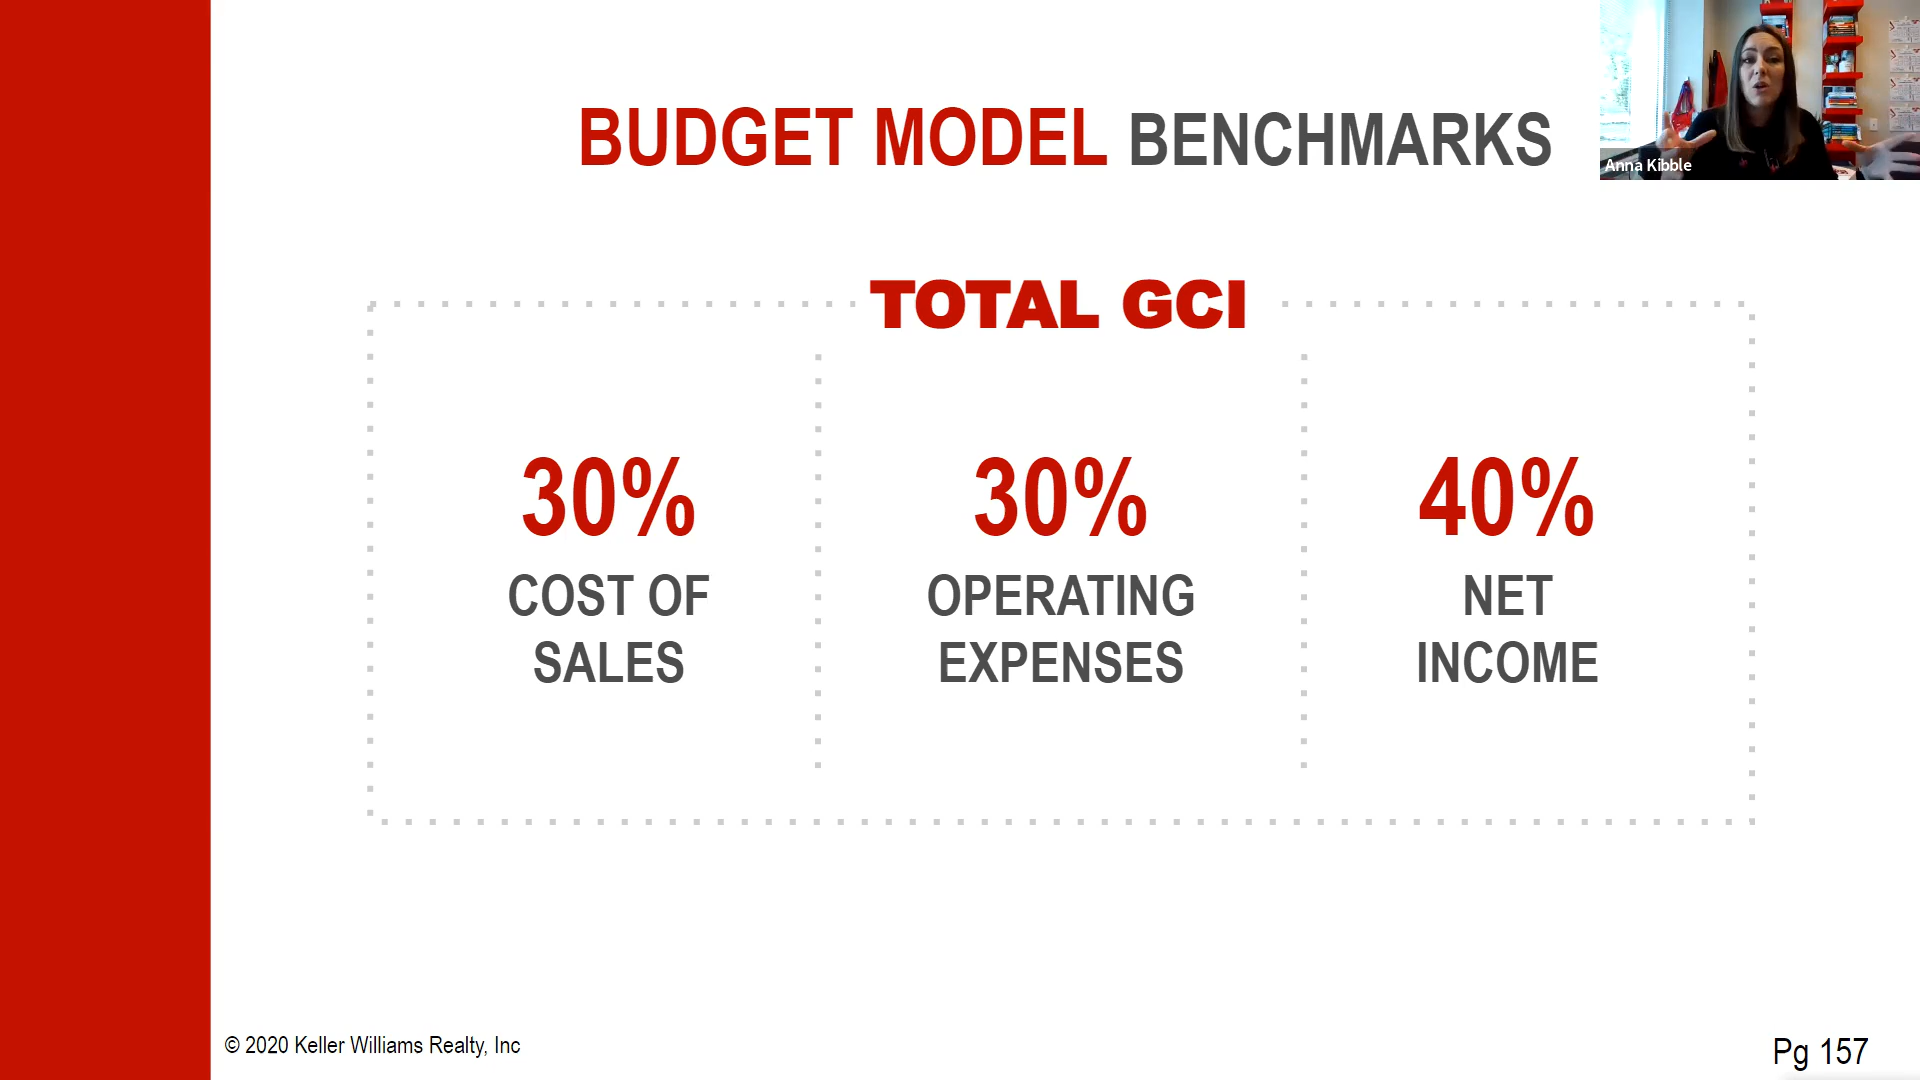 BUDGET MODEL BENCHMARKS
Anna Kibble
TOTAL GCI
30%
COST OF
SALES
30%
OPERATING
EXPENSES
40%
NET
INCOME
© 2020 Keller Williams Realty, Inc
Pg 157